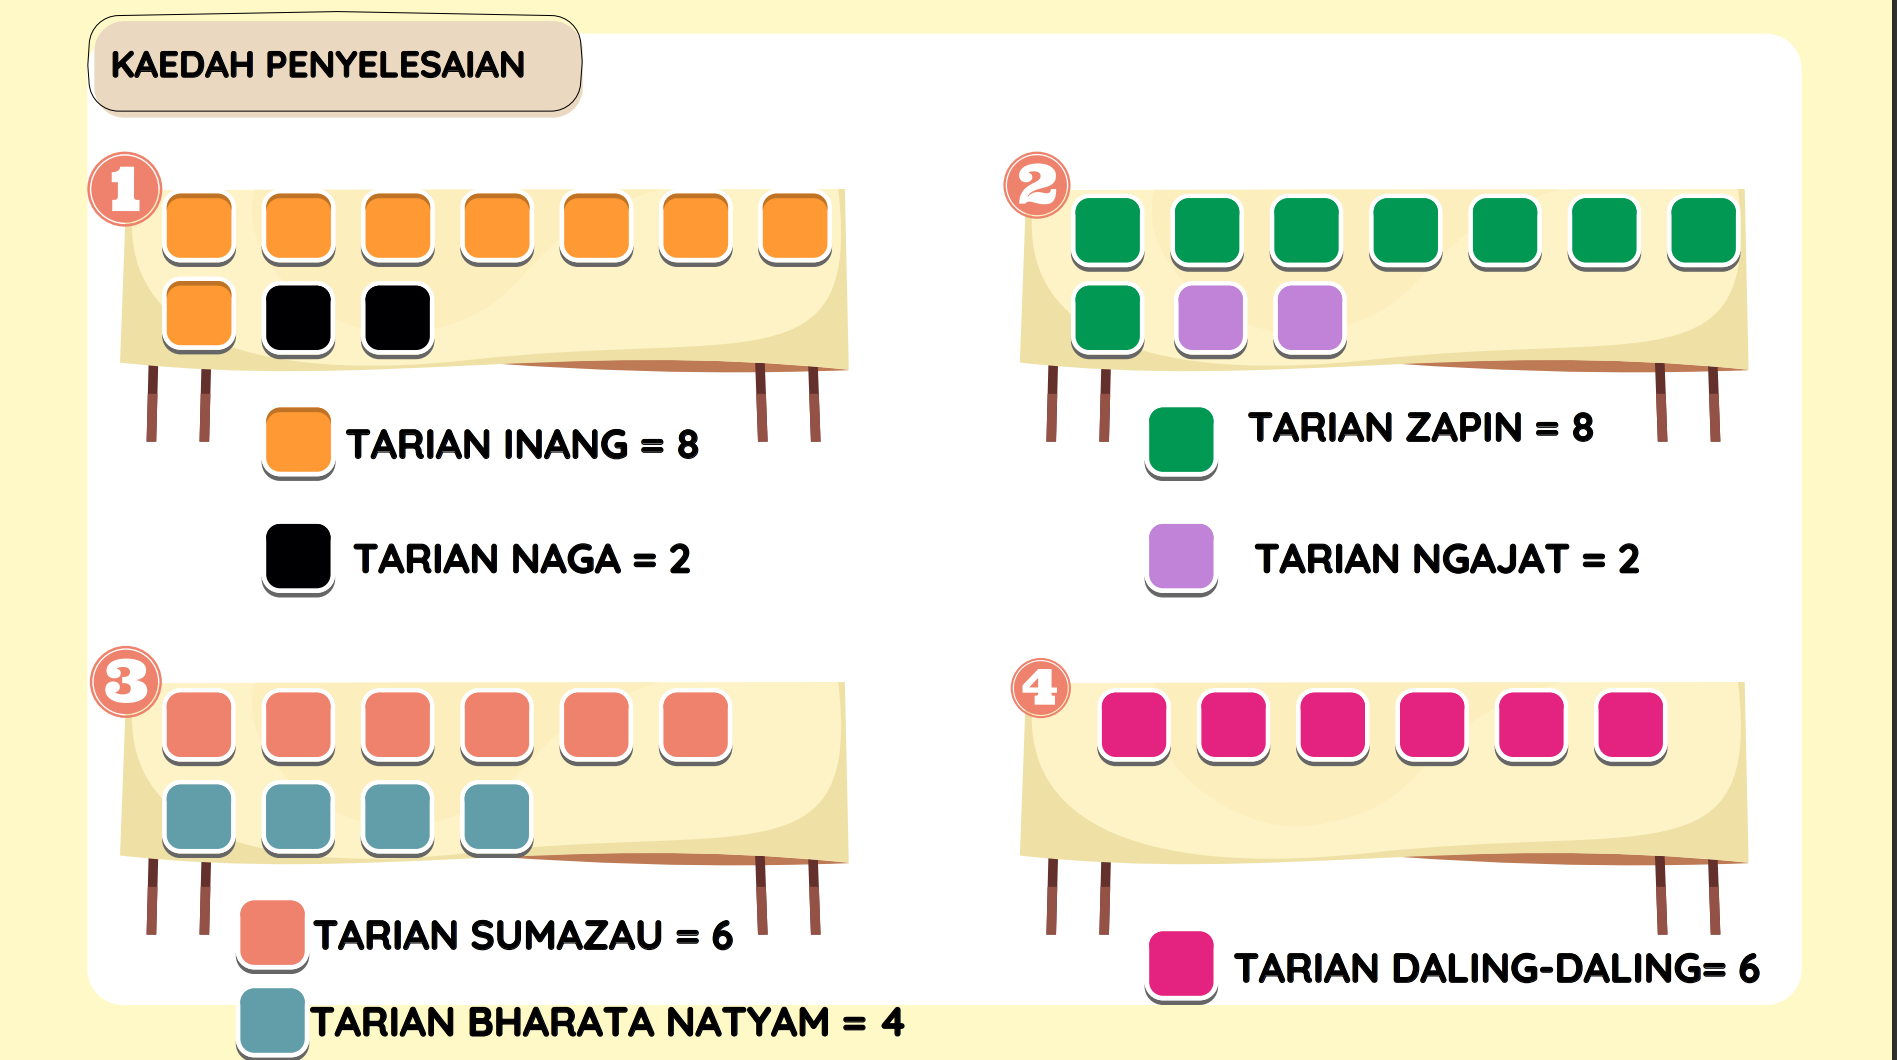 KAEDAH PENYELESAIAN
1
TARIAN INANG = 8
TARIAN NAGA = 2
2
TARIAN ZAPIN = 8
TARIAN NGAJAT = 2
3
TARIAN SUMAZAU = 6
TARIAN BHARATA NATYAM = 4
4
TARIAN DALING-DALING= 6